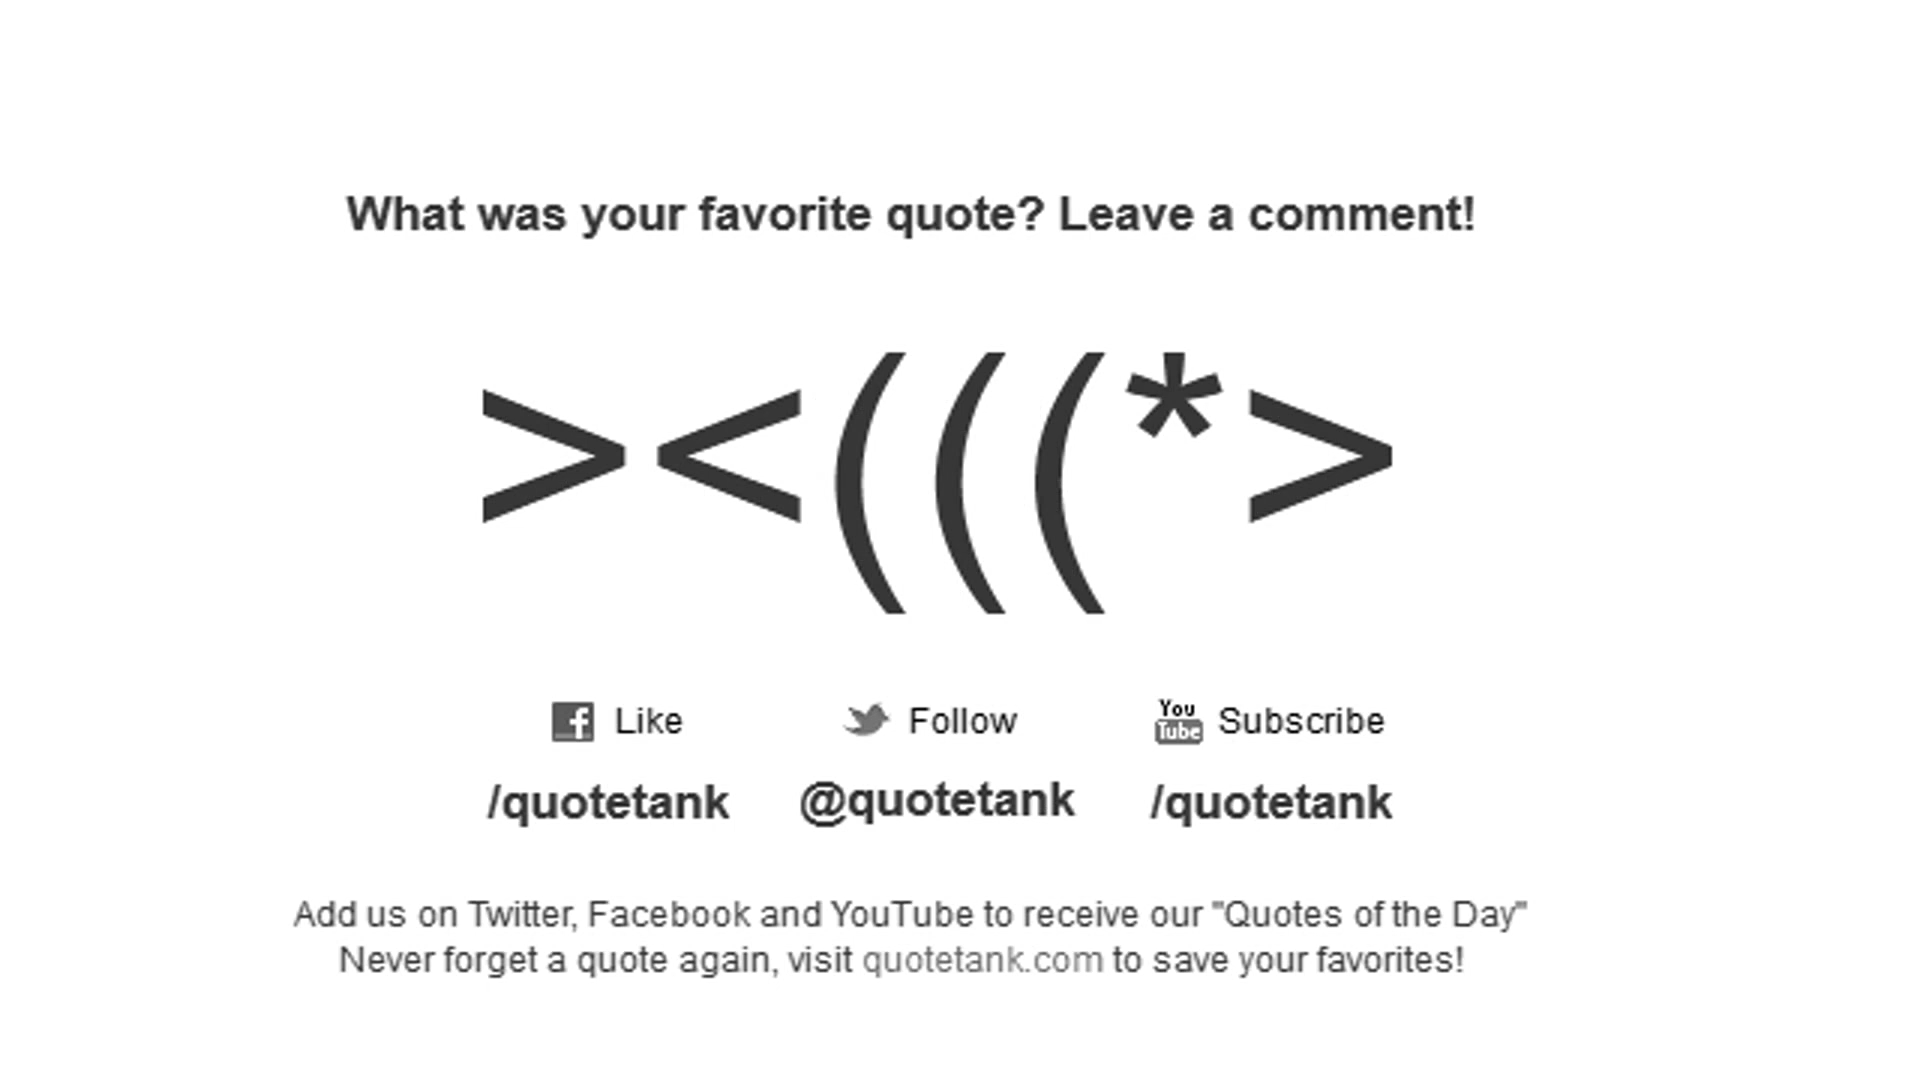 What was your favorite quote? Leave a comment!
><(((*>
f Like
Follow
You Tube Subscribe
/quotetank
@quotetank
/quotetank
Add us on Twitter, Facebook and YouTube to receive our "Quotes of the Day"
Never forget a quote again, visit quotetank.com to save your favorites!